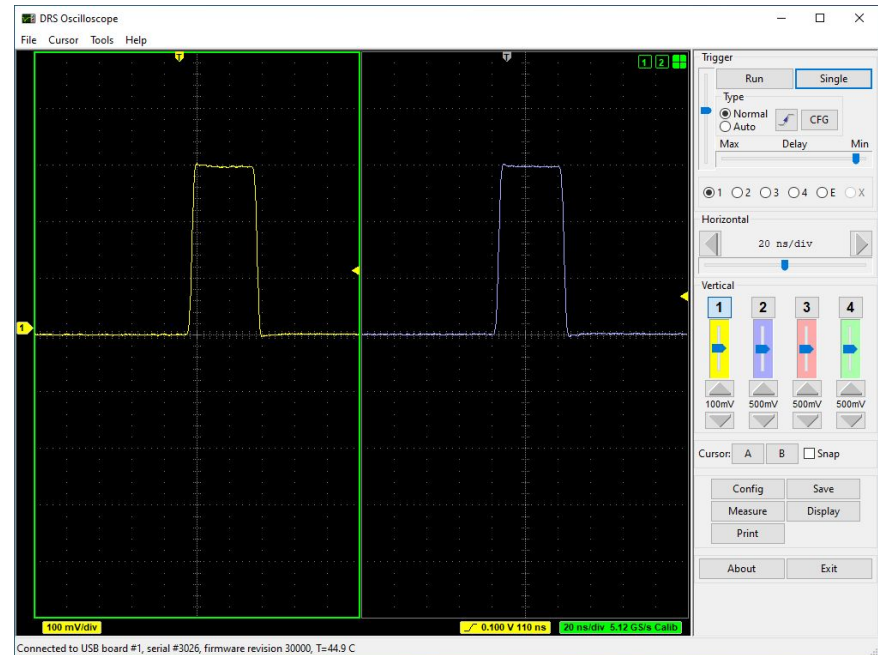 DRS Oscilloscope
File Cursor Tools Help
T T
1 2
1
100 mV/div
0.100 V 110 ns
20 ns/div 5.12 GS/s Calib
Trigger
Run Single
Type
Normal
Auto
CFG
Max Delay Min
1 2 3 4 E X
Horizontal
20 ns/div
Vertical
1 2 3 4
100mV 500mV 500mV 500mV
Cursor: A B Snap
Config Save
Measure Display
Print
About Exit
Connected to USB board #1, serial #3026, firmware revision 30000, T=44.9 C